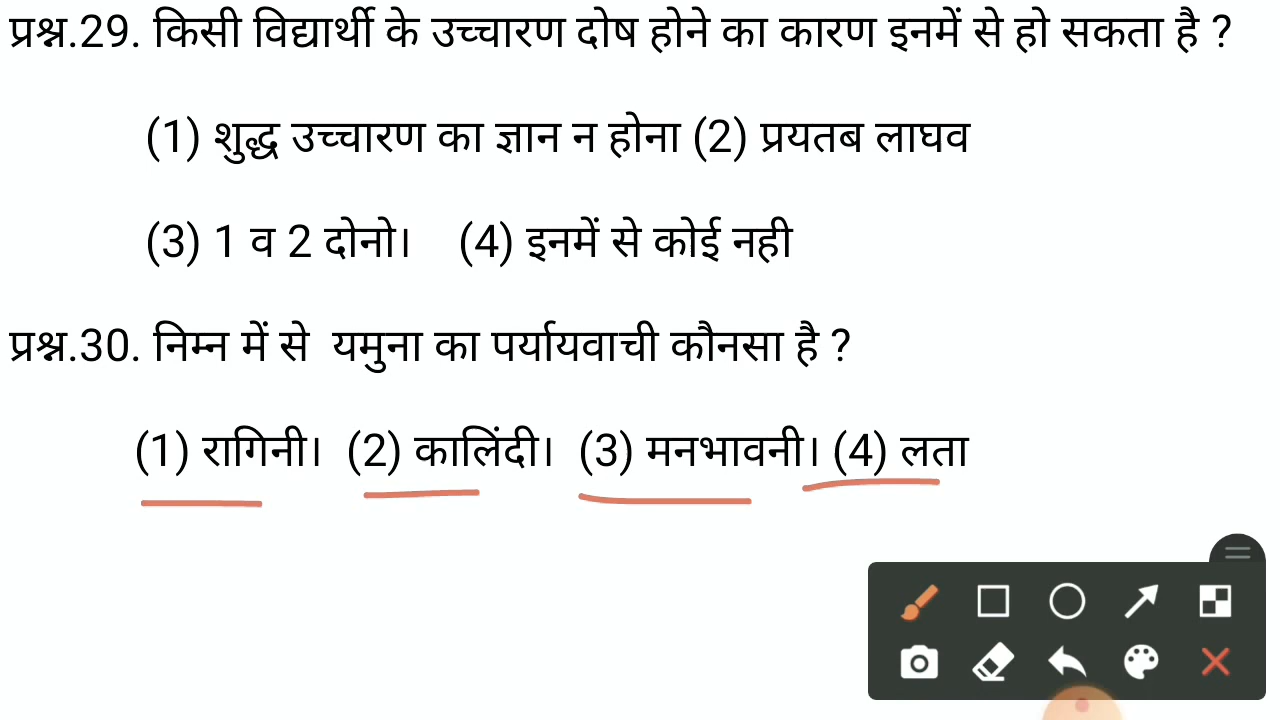 प्रश्न.29. किसी विद्यार्थी के उच्चारण दोष होने का कारण इनमें से हो सकता है ?
(1) शुद्ध उच्चारण का ज्ञान न होना (2) प्रयतब लाघव
(3) 1 व 2 दोनो। (4) इनमें से कोई नही
प्रश्न.30. निम्न में से यमुना का पर्यायवाची कौनसा है ?
(1) रागिनी। (2) कालिंदी। (3) मनभावनी। (4) लता